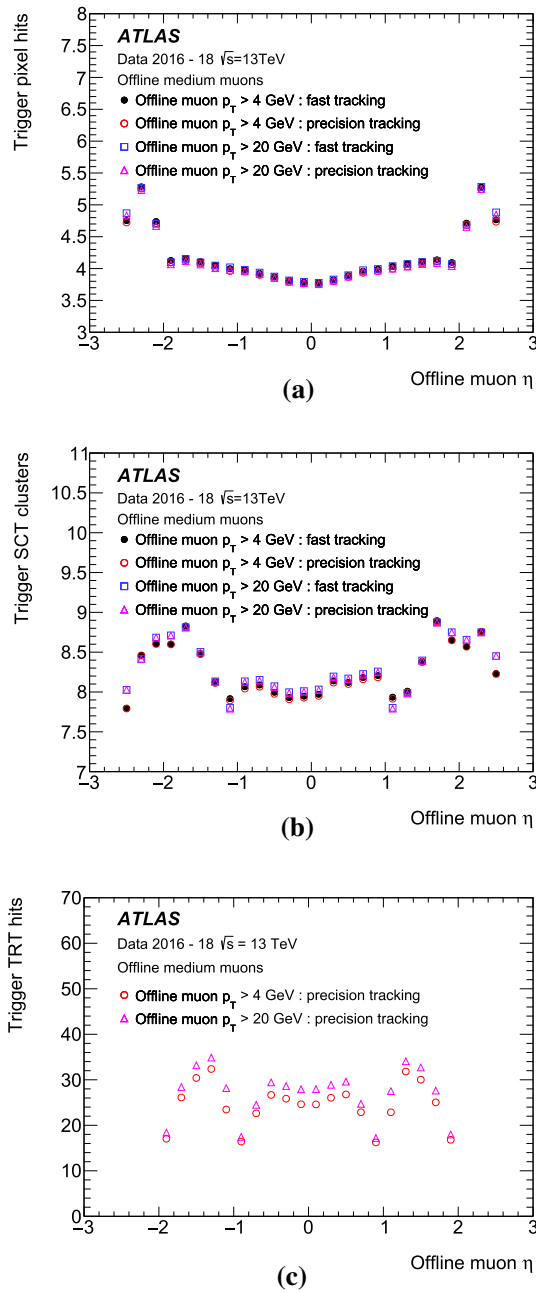 Trigger pixel hits
8
7.5
7
6.5
6
5.5
5
4.5
4
3.5
3
ATLAS
Data 2016 - 18 √s=13TeV
Offline medium muons
Offline muon pT > 4 GeV : fast tracking
Offline muon pT > 4 GeV : precision tracking
Offline muon pT > 20 GeV : fast tracking
Offline muon pT > 20 GeV : precision tracking
−3 −2 −1 0 1 2 3
Offline muon η
(a)
Trigger SCT clusters
11
10.5
10
9.5
9
8.5
8
7.5
7
ATLAS
Data 2016 - 18 √s=13TeV
Offline medium muons
Offline muon pT > 4 GeV : fast tracking
Offline muon pT > 4 GeV : precision tracking
Offline muon pT > 20 GeV : fast tracking
Offline muon pT > 20 GeV : precision tracking
−3 −2 −1 0 1 2 3
Offline muon η
(b)
Trigger TRT hits
70
60
50
40
30
20
10
0
ATLAS
Data 2016 - 18 √s = 13 TeV
Offline medium muons
Offline muon pT > 4 GeV : precision tracking
Offline muon pT > 20 GeV : precision tracking
−3 −2 −1 0 1 2 3
Offline muon η
(c)